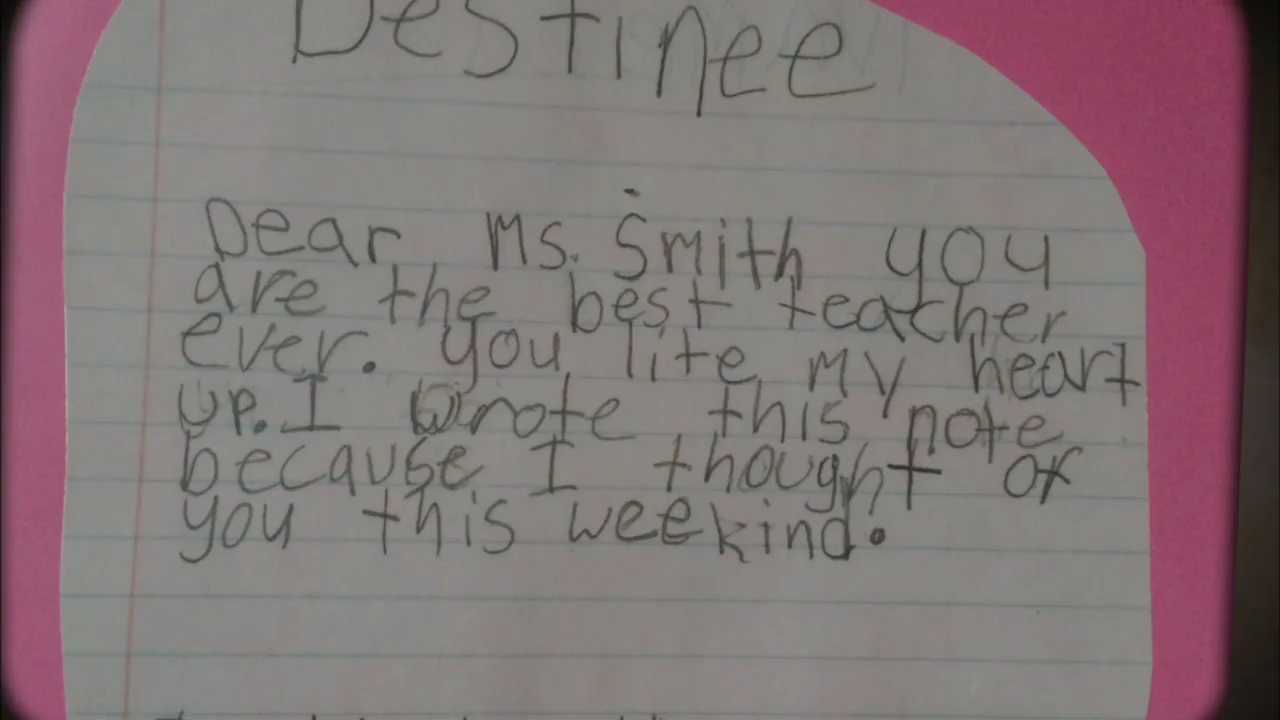 Destinee
Dear Ms. Smith you
are the best teacher
ever. you lite my heart
up. I wrote this note
because I thought of
you this weekind.